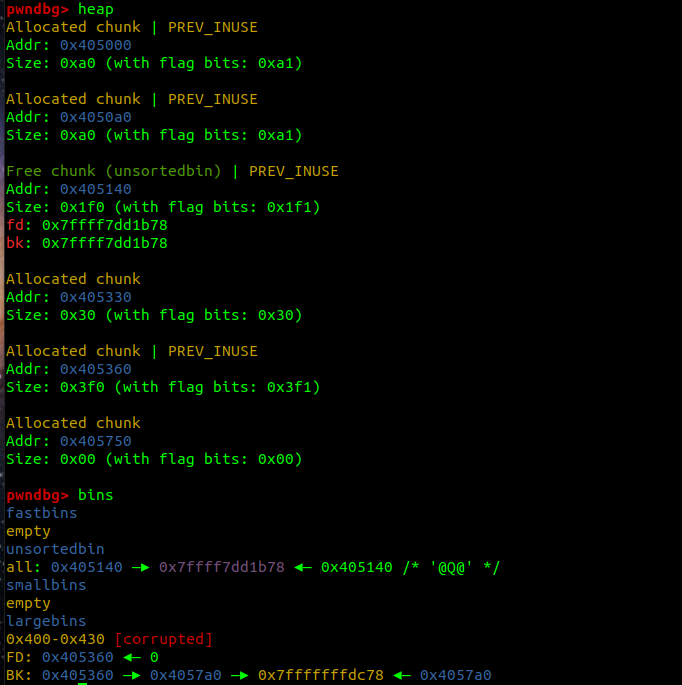 pwndbg> heap
Allocated chunk | PREV_INUSE
Addr: 0x405000
Size: 0xa0 (with flag bits: 0xa1)
Allocated chunk | PREV_INUSE
Addr: 0x4050a0
Size: 0xa0 (with flag bits: 0xa1)
Free chunk (unsortedbin) | PREV_INUSE
Addr: 0x405140
Size: 0x1f0 (with flag bits: 0x1f1)
fd: 0x7ffff7dd1b78
bk: 0x7ffff7dd1b78
Allocated chunk
Addr: 0x405330
Size: 0x30 (with flag bits: 0x30)
Allocated chunk | PREV_INUSE
Addr: 0x405360
Size: 0x3f0 (with flag bits: 0x3f1)
Allocated chunk
Addr: 0x405750
Size: 0x00 (with flag bits: 0x00)
pwndbg> bins
fastbins
empty
unsortedbin
all: 0x405140 —▸ 0x7ffff7dd1b78 ◂— 0x405140 /* '@Q@' */
smallbins
empty
largebins
0x400-0x430 [corrupted]
FD: 0x405360 ◂— 0
BK: 0x405360 —▸ 0x4057a0 —▸ 0x7fffffffdc78 ◂— 0x4057a0